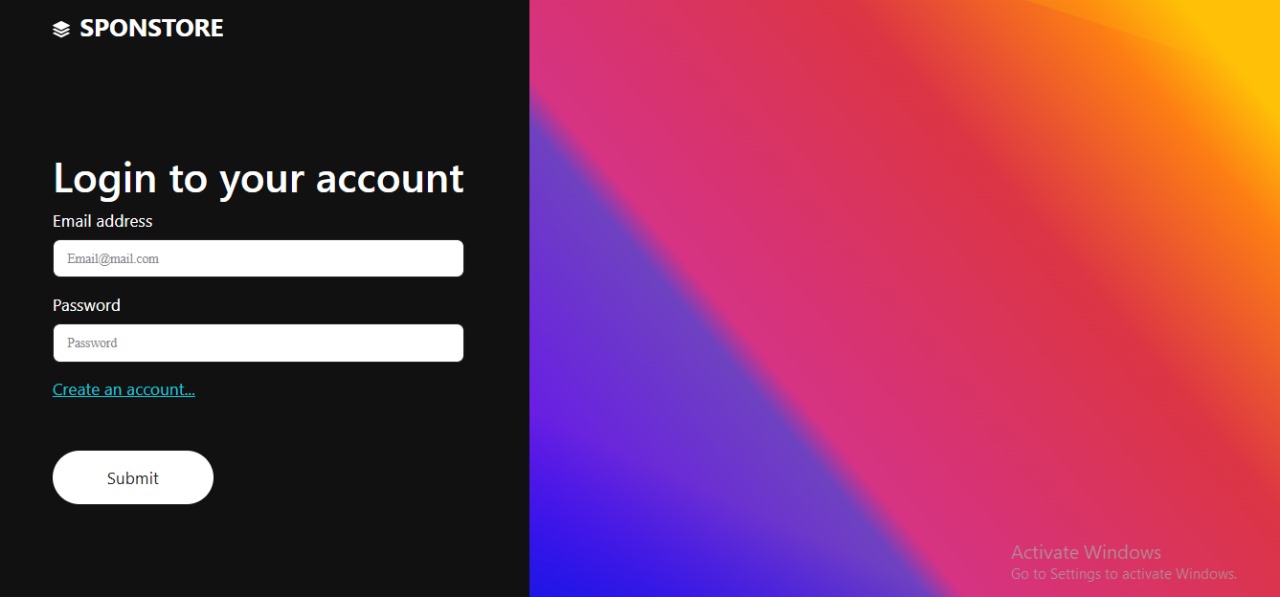 SPONSTORE
Login to your account
Email address
Email@mail.com
Password
Password
Create an account...
Submit
Activate Windows
Go to Settings to activate Windows.